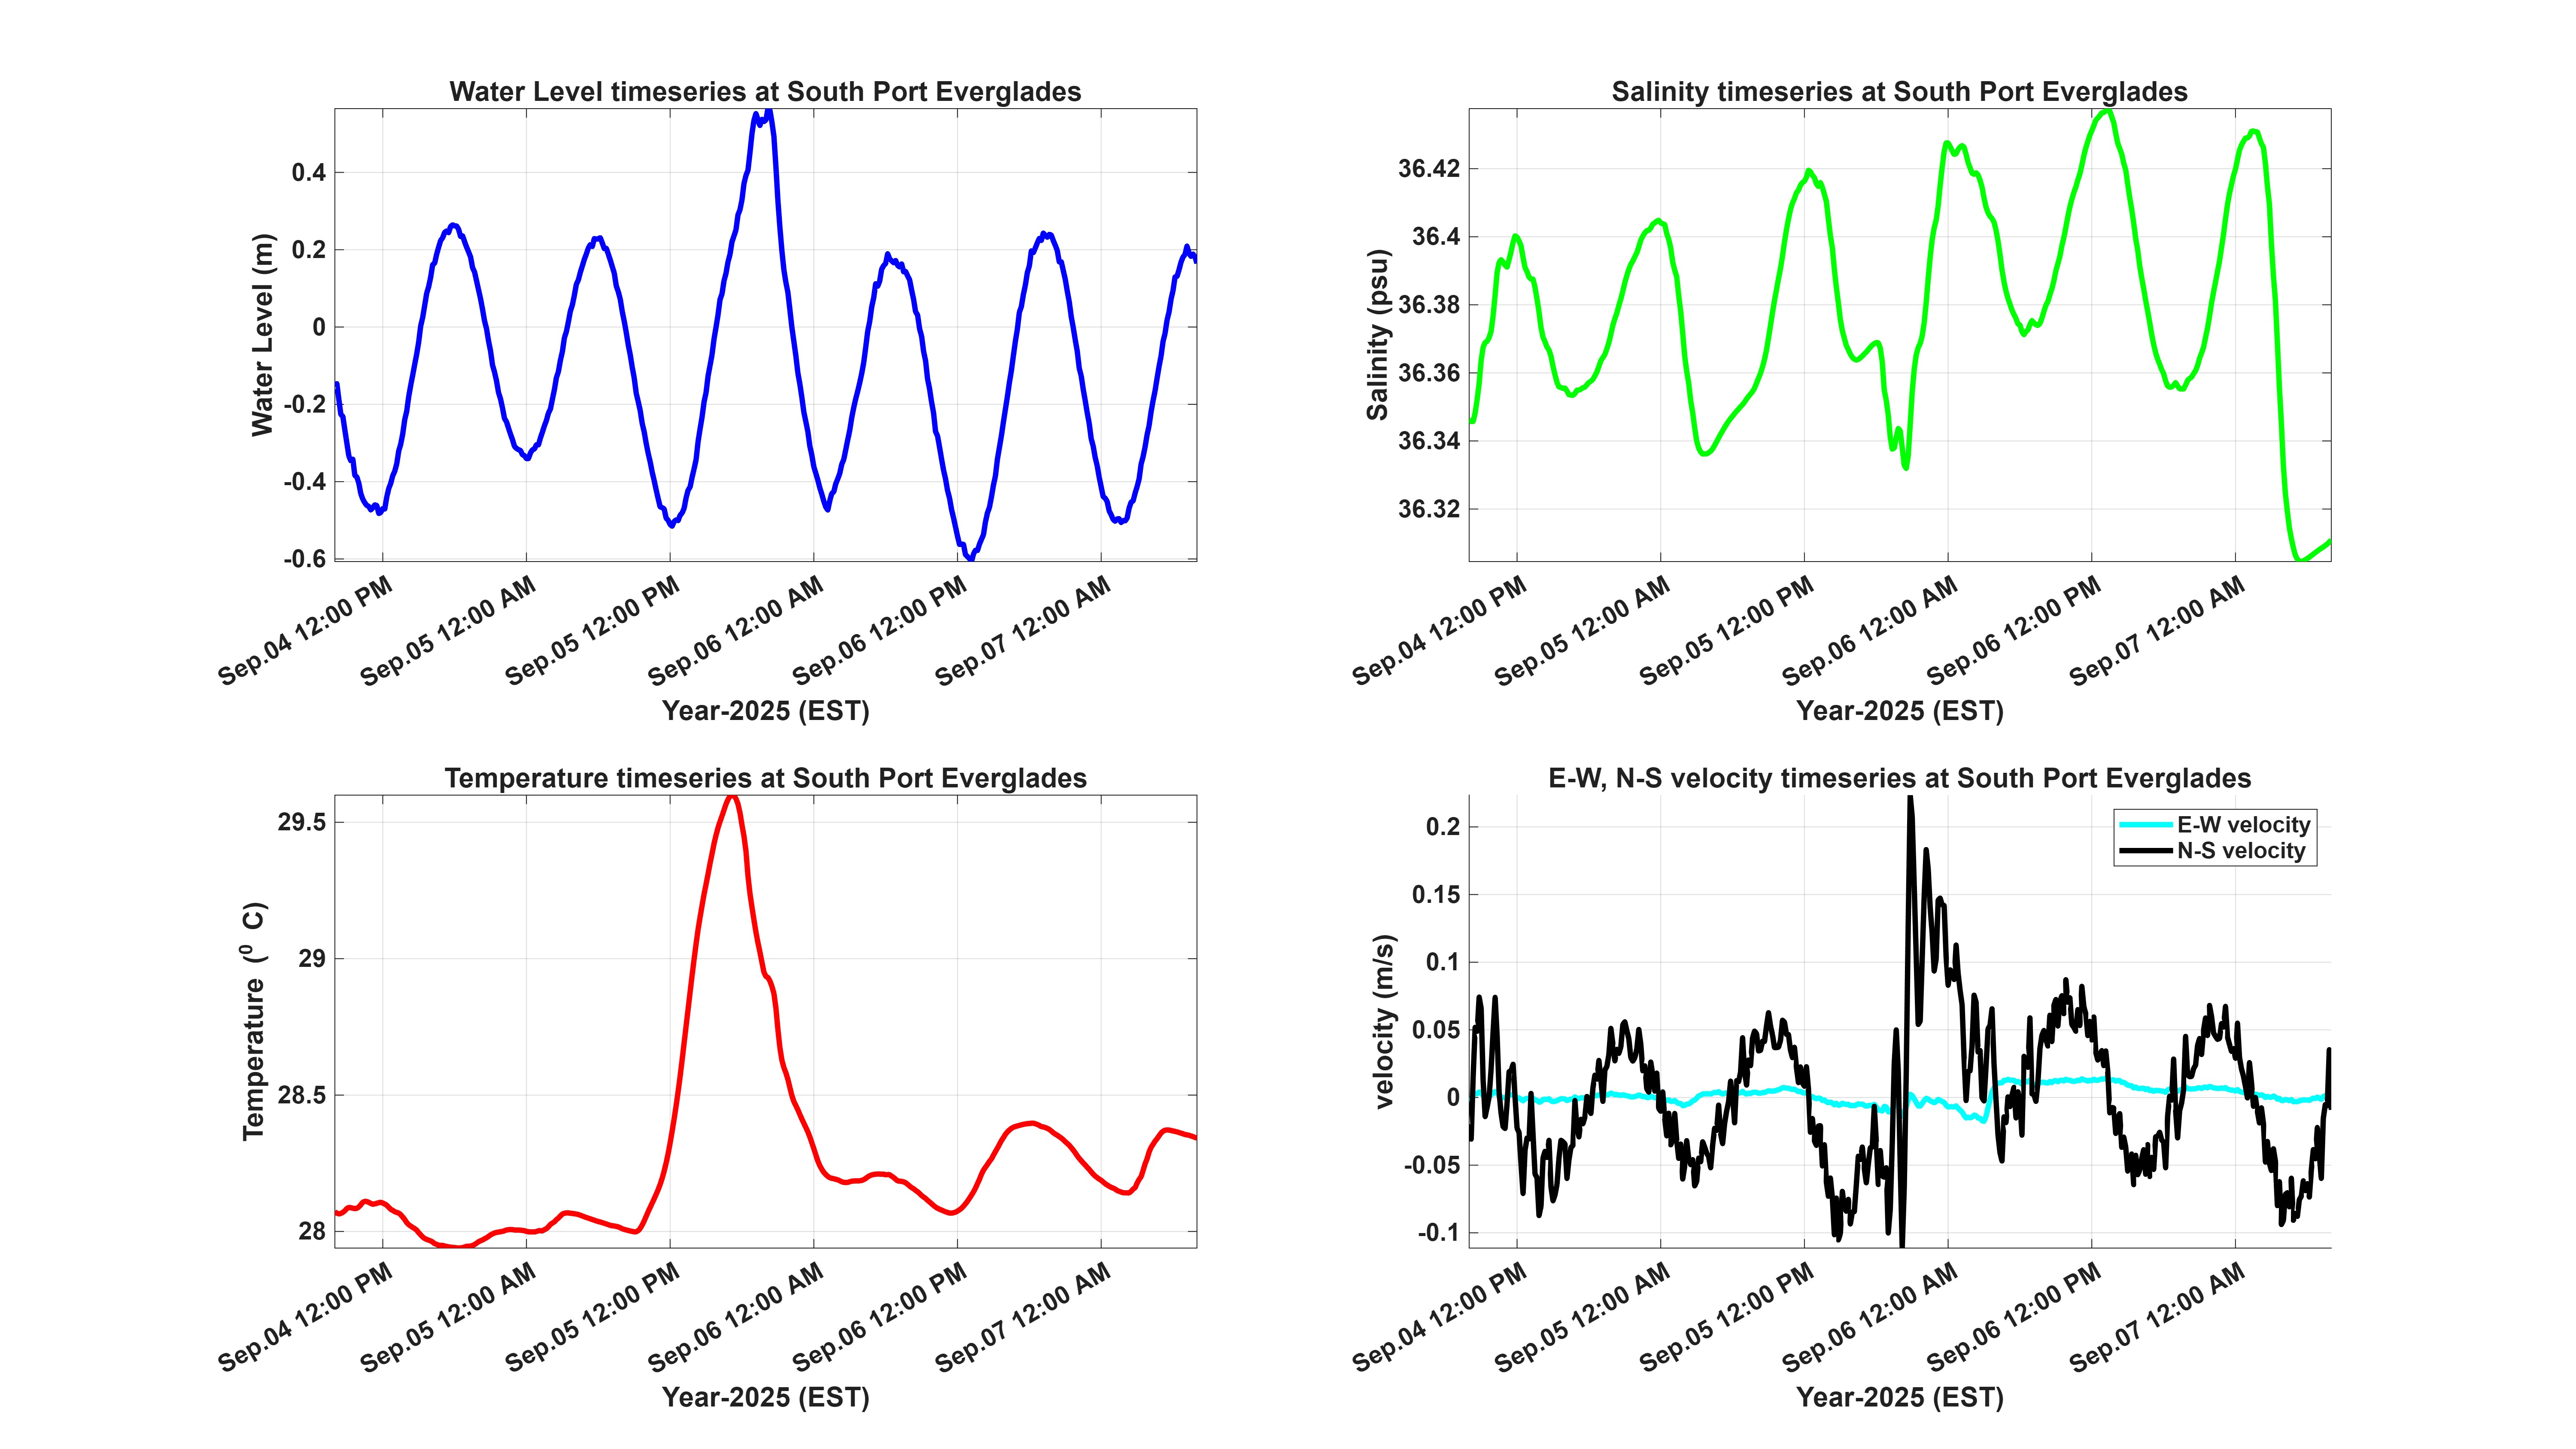 Water Level timeseries at South Port Everglades
Water Level (m)
0.4
0.2
0
-0.2
-0.4
-0.6
Sep.04 12:00 PM
Sep.05 12:00 AM
Sep.05 12:00 PM
Sep.06 12:00 AM
Sep.06 12:00 PM
Sep.07 12:00 AM
Year-2025 (EST)
Salinity timeseries at South Port Everglades
Salinity (psu)
36.42
36.4
36.38
36.36
36.34
36.32
Sep.04 12:00 PM
Sep.05 12:00 AM
Sep.05 12:00 PM
Sep.06 12:00 AM
Sep.06 12:00 PM
Sep.07 12:00 AM
Year-2025 (EST)
Temperature timeseries at South Port Everglades
Temperature (⁰ C)
29.5
29
28.5
28
Sep.04 12:00 PM
Sep.05 12:00 AM
Sep.05 12:00 PM
Sep.06 12:00 AM
Sep.06 12:00 PM
Sep.07 12:00 AM
Year-2025 (EST)
E-W, N-S velocity timeseries at South Port Everglades
velocity (m/s)
0.2
0.15
0.1
0.05
0
-0.05
-0.1
E-W velocity
N-S velocity
Sep.04 12:00 PM
Sep.05 12:00 AM
Sep.05 12:00 PM
Sep.06 12:00 AM
Sep.06 12:00 PM
Sep.07 12:00 AM
Year-2025 (EST)